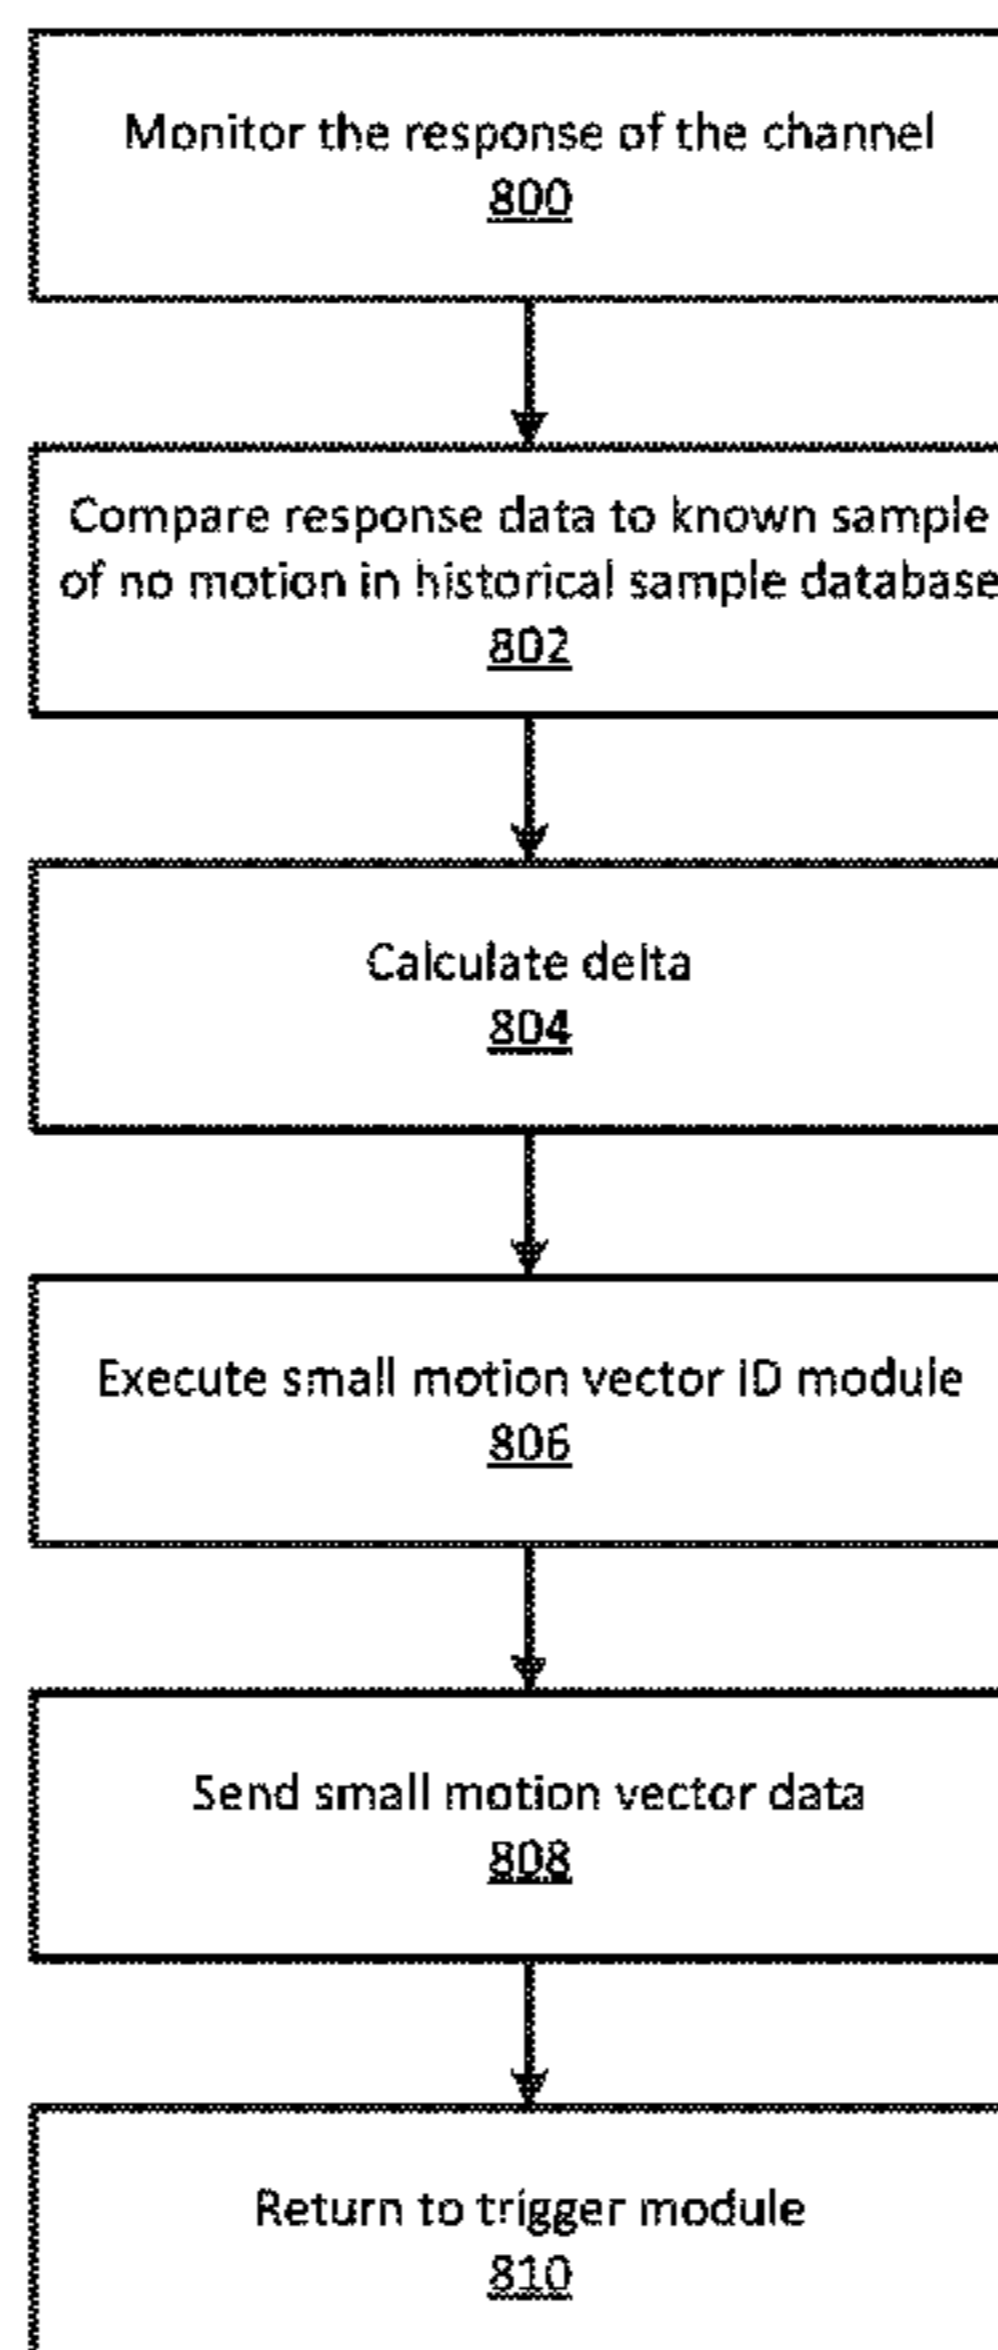 Monitor the response of the channel
800
Compare response data to known sample
of no motion in historical sample database
802
Calculate delta
804
Execute small motion vector ID module
806
Send small motion vector data
808
Return to trigger module
810